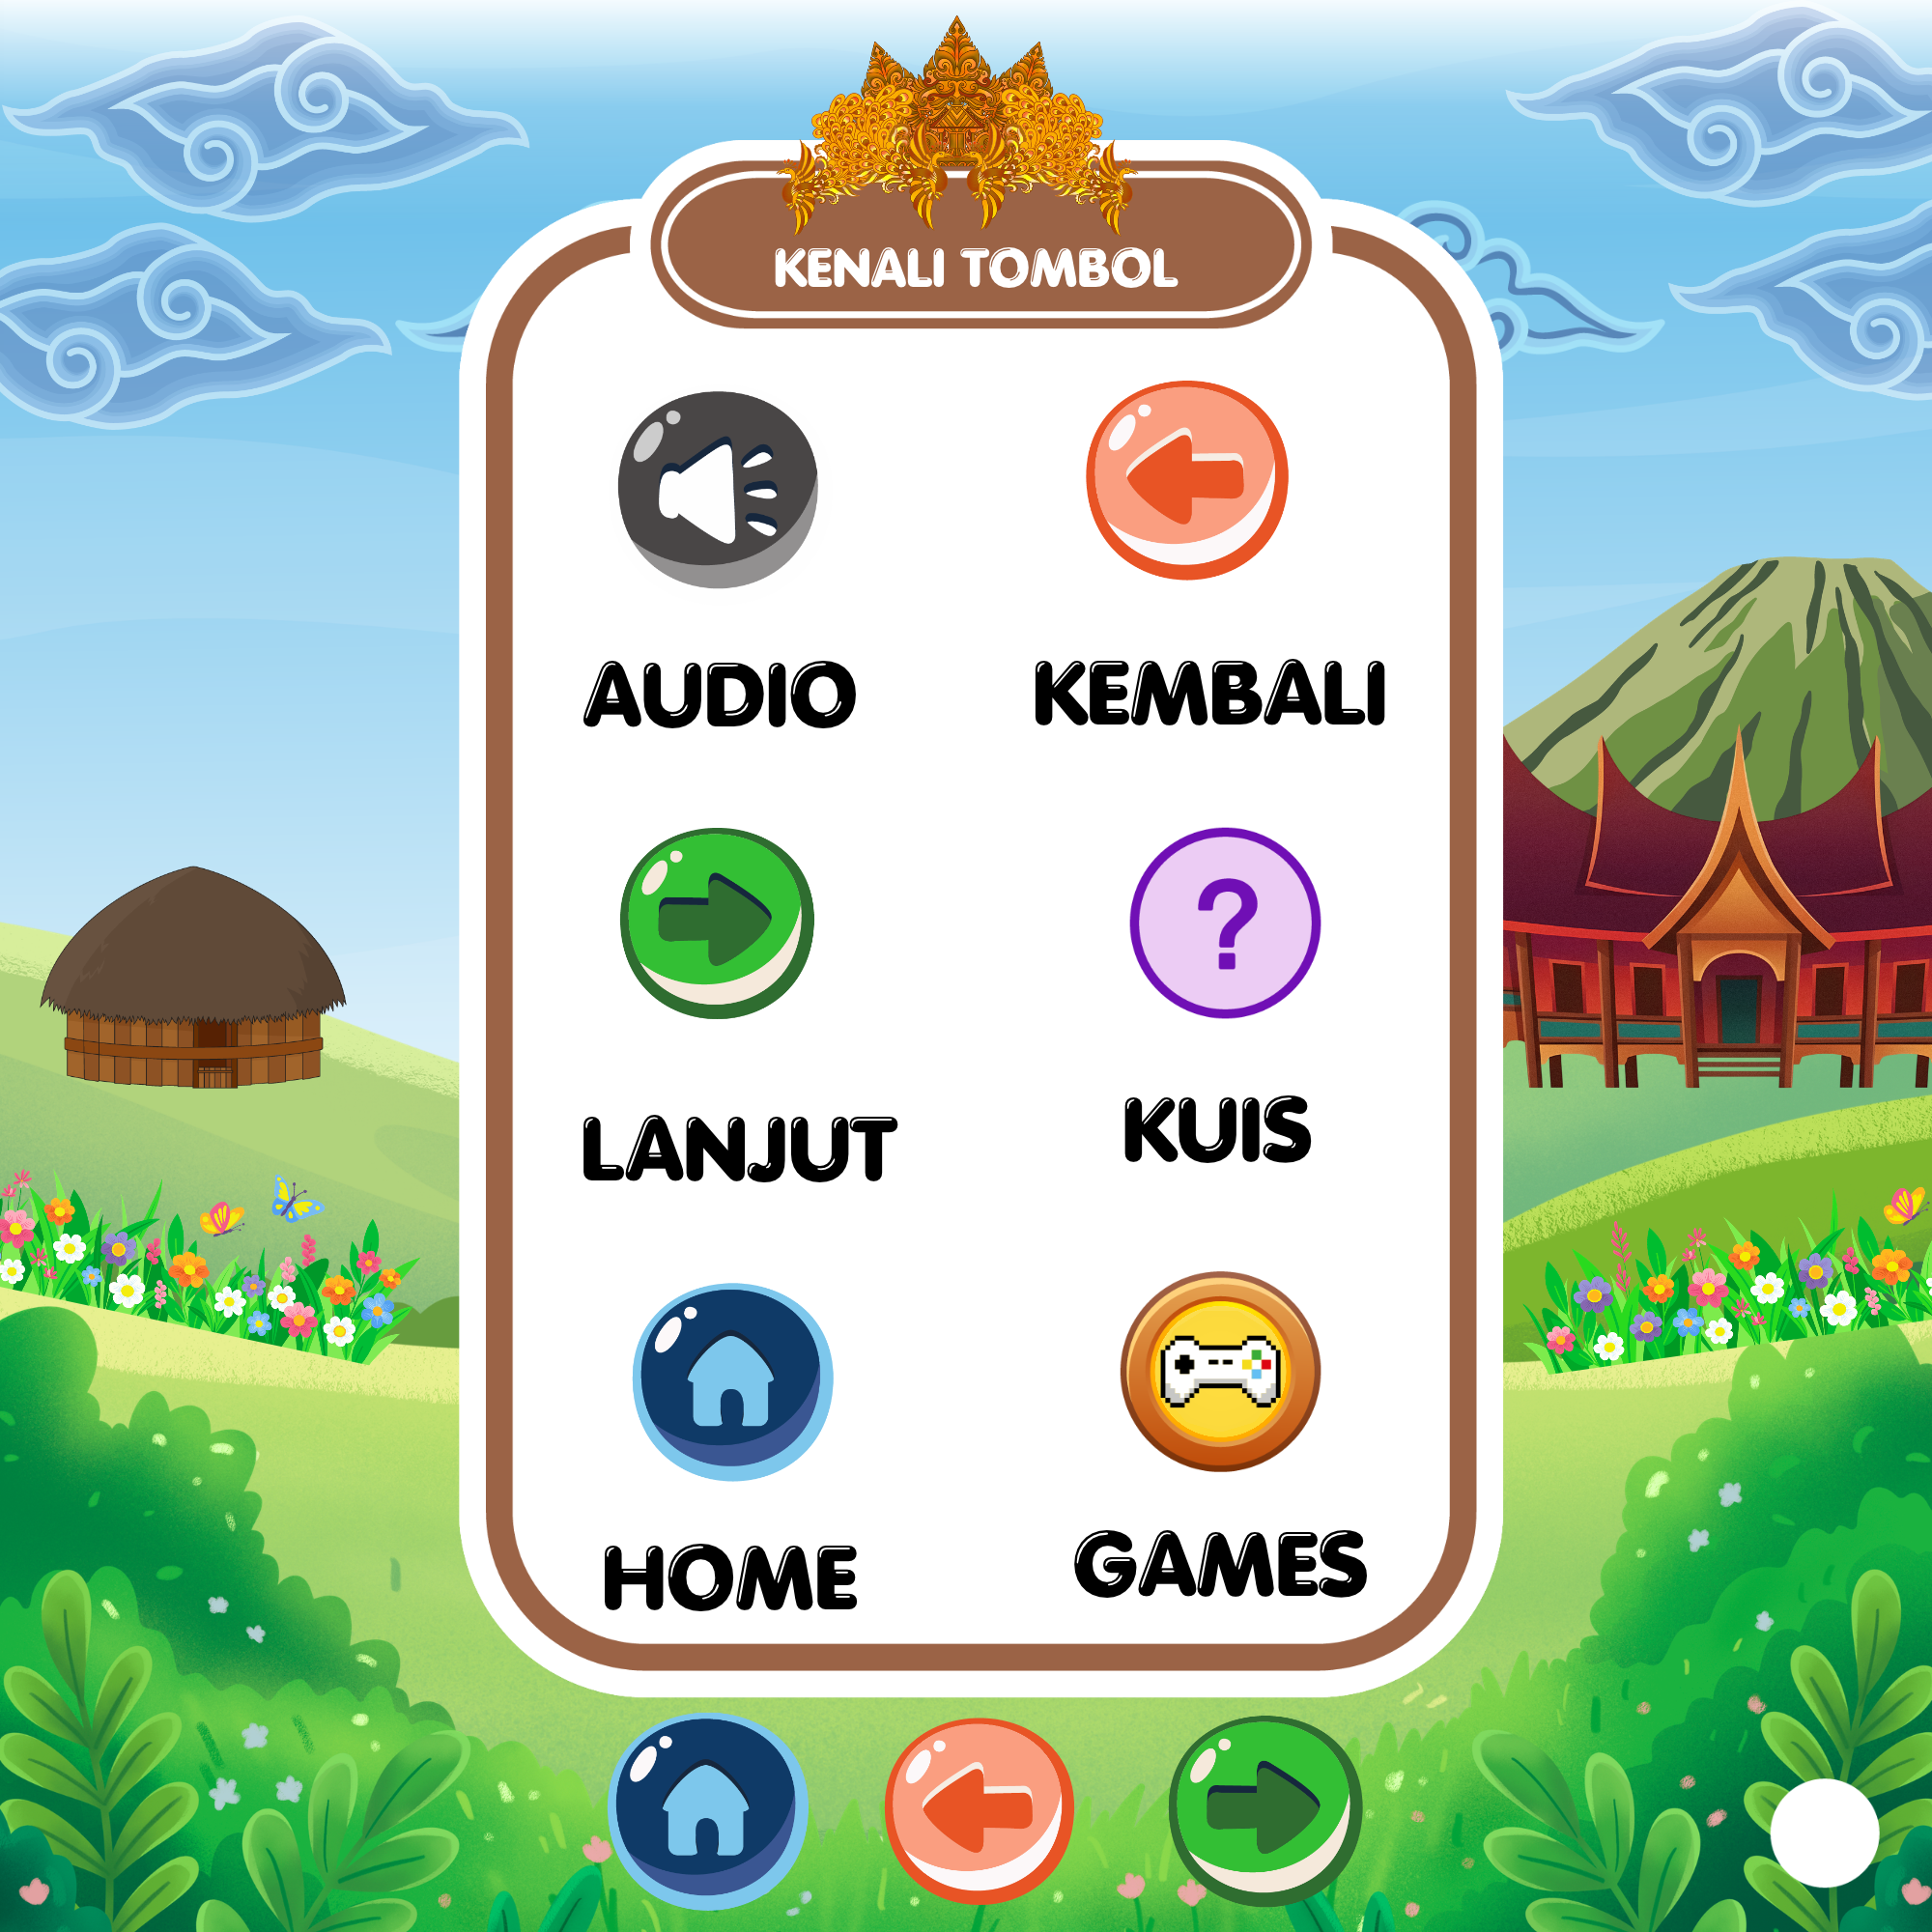 KENALI TOMBOL
AUDIO
KEMBALI
LANJUT
?
KUIS
HOME
GAMES